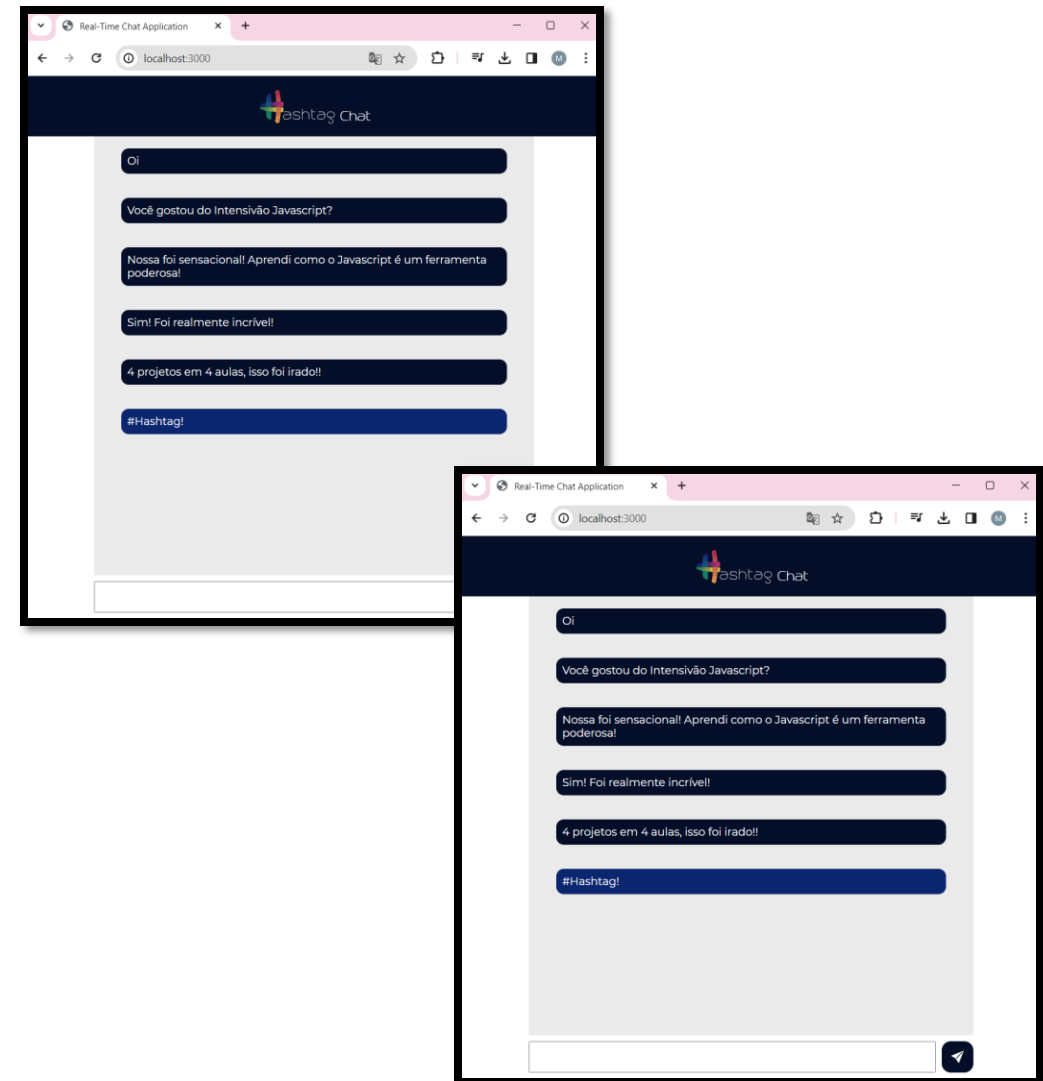 Real-Time Chat Application
localhost:3000
ashtag Chat
Oi
Você gostou do Intensivão Javascript?
Nossa foi sensacional! Aprendi como o Javascript é um ferramenta
poderosa!
Sim! Foi realmente incrível!
4 projetos em 4 aulas, isso foi irado!!
#Hashtag!
Real-Time Chat Application
localhost:3000
ashtag Chat
Oi
Você gostou do Intensivão Javascript?
Nossa foi sensacional! Aprendi como o Javascript é um ferramenta
poderosa!
Sim! Foi realmente incrível!
4 projetos em 4 aulas, isso foi irado!!
#Hashtag!